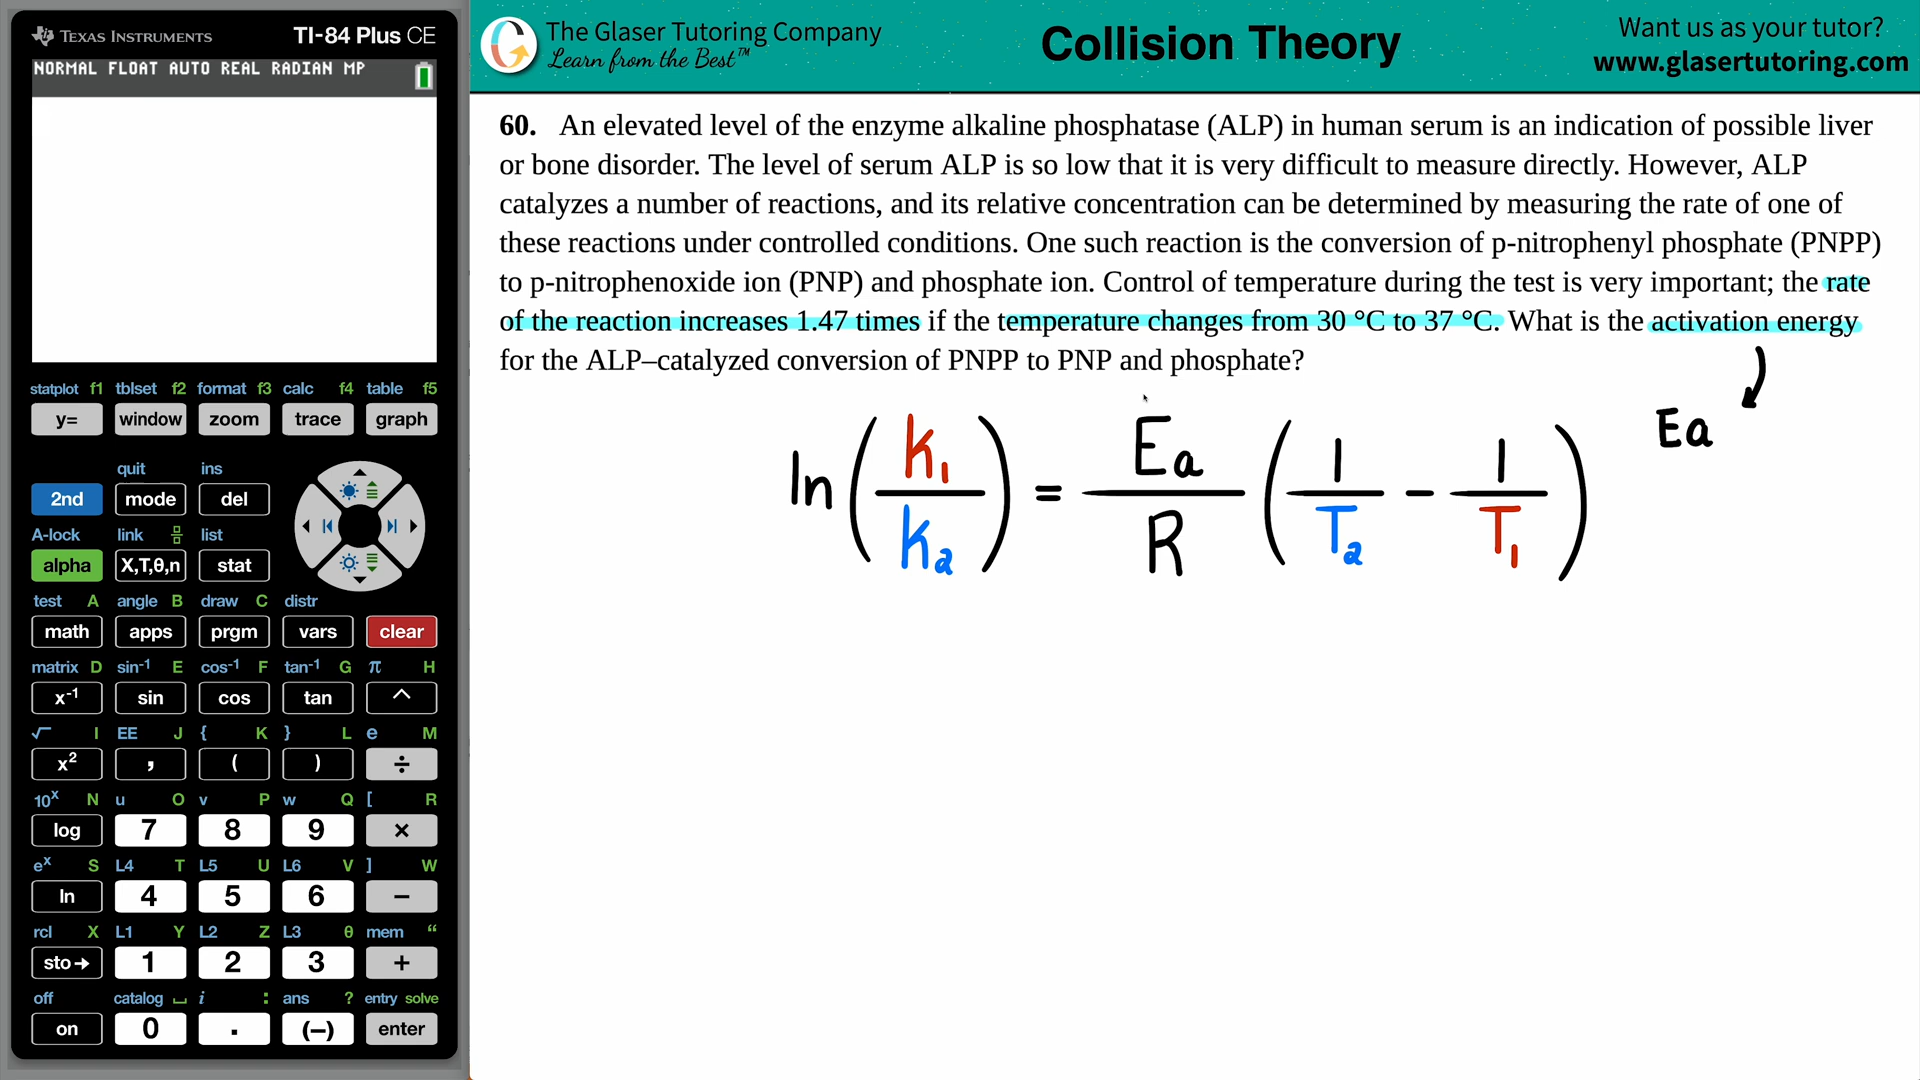 TEXAS INSTRUMENTS TI-84 Plus CE
NORMAL FLOAT AUTO REAL RADIAN MP
statplot f1 tblset f2 format f3 calc f4 table f5
y= window zoom trace graph
quit ins
2nd mode del
A-lock link list
alpha X,T,θ,n stat
test A angle B draw C distr
math apps prgm vars clear
matrix D sin-1 E cos-1 F tan-1 G π H
x-1 sin cos tan ^
√ I EE J { K } L e M
x2 , ( ) ÷
10x N u O v P w Q [ R
log 7 8 9 ×
ex S L4 T L5 U L6 V ] W
ln 4 5 6 −
rcl X L1 Y L2 Z L3 θ mem “
sto→ 1 2 3 +
off catalog ⎵ i : ans ? entry solve
on 0 . (−) enter
The Glaser Tutoring Company
Learn from the Best™
Collision Theory
Want us as your tutor?
www.glasertutoring.com
60. An elevated level of the enzyme alkaline phosphatase (ALP) in human serum is an indication of possible liver
or bone disorder. The level of serum ALP is so low that it is very difficult to measure directly. However, ALP
catalyzes a number of reactions, and its relative concentration can be determined by measuring the rate of one of
these reactions under controlled conditions. One such reaction is the conversion of p-nitrophenyl phosphate (PNPP)
to p-nitrophenoxide ion (PNP) and phosphate ion. Control of temperature during the test is very important; the rate
of the reaction increases 1.47 times if the temperature changes from 30 °C to 37 °C. What is the activation energy
for the ALP–catalyzed conversion of PNPP to PNP and phosphate?
Ea
ln(K1/K2) = Ea/R (1/T2 − 1/T1)